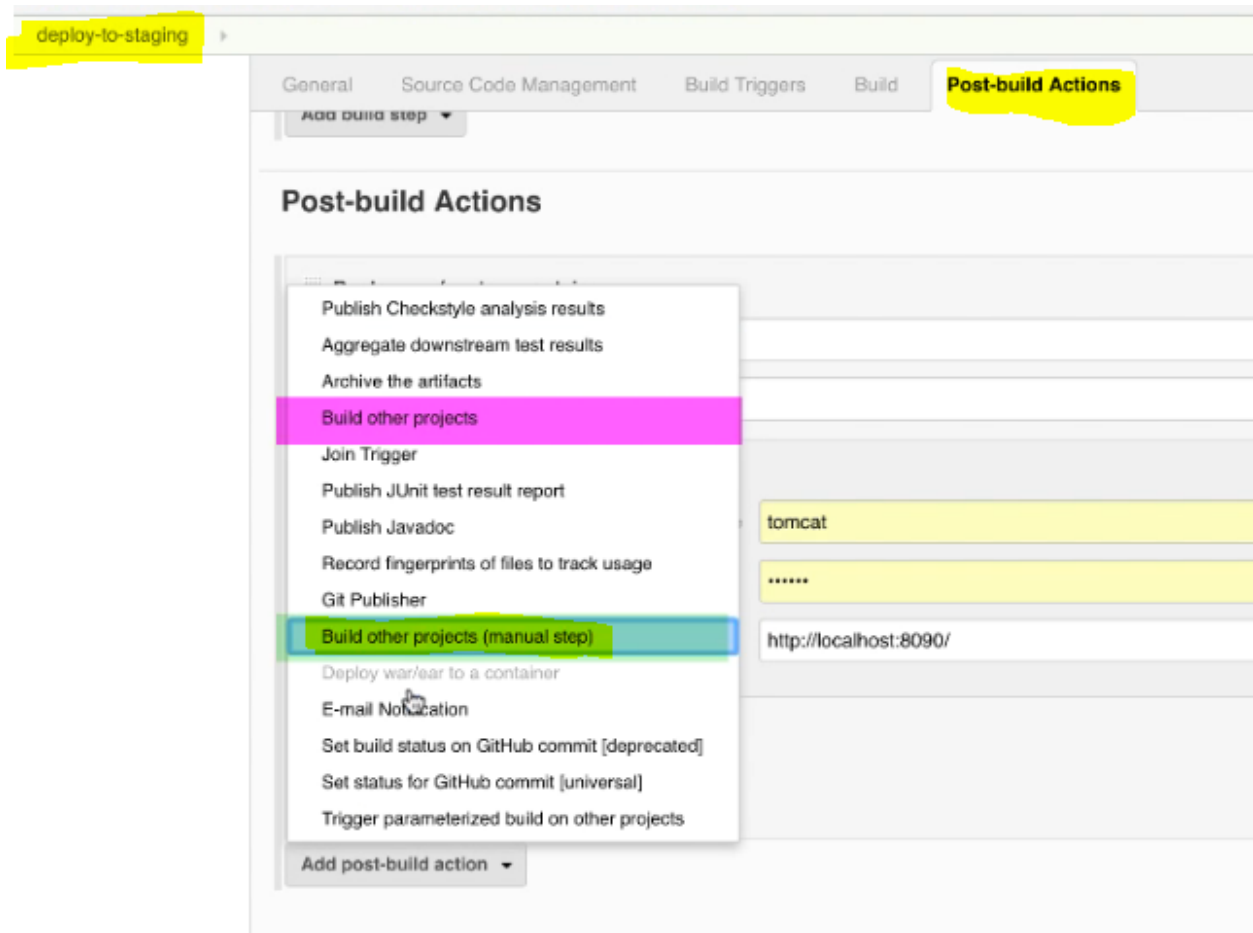 deploy-to-staging
General Source Code Management Build Triggers Build Post-build Actions
Add build step
Post-build Actions
Publish Checkstyle analysis results
Aggregate downstream test results
Archive the artifacts
Build other projects
Join Trigger
Publish JUnit test result report
Publish Javadoc
tomcat
Record fingerprints of files to track usage
••••••
Git Publisher
Build other projects (manual step)
http://localhost:8090/
Deploy war/ear to a container
E-mail Notification
Set build status on GitHub commit [deprecated]
Set status for GitHub commit [universal]
Trigger parameterized build on other projects
Add post-build action